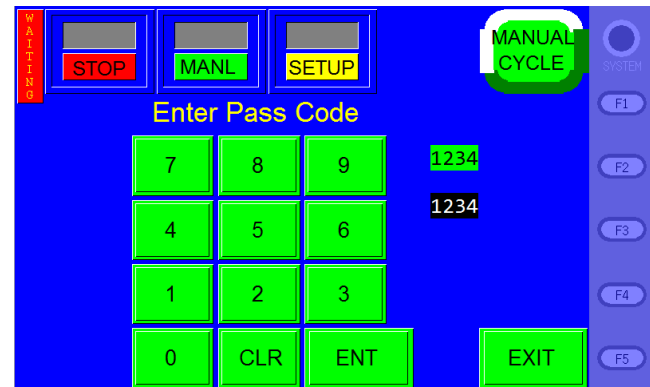 WAITING
STOP
MANL
SETUP
MANUAL
CYCLE
SYSTEM
Enter Pass Code
F1
7 8 9 1234
F2
1234
4 5 6
F3
1 2 3
F4
0 CLR ENT EXIT
F5